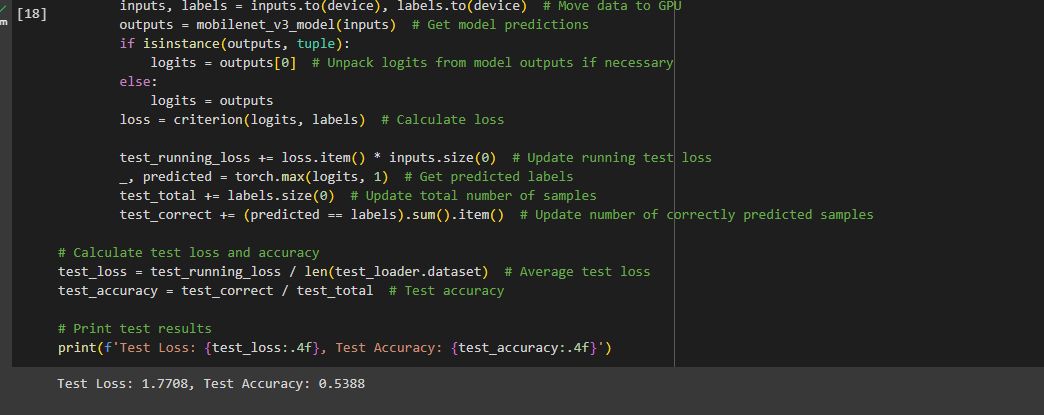 [18]
inputs, labels = inputs.to(device), labels.to(device)  # Move data to GPU
outputs = mobilenet_v3_model(inputs)  # Get model predictions
if isinstance(outputs, tuple):
    logits = outputs[0]  # Unpack logits from model outputs if necessary
else:
    logits = outputs
loss = criterion(logits, labels)  # Calculate loss
test_running_loss += loss.item() * inputs.size(0)  # Update running test loss
_, predicted = torch.max(logits, 1)  # Get predicted labels
test_total += labels.size(0)  # Update total number of samples
test_correct += (predicted == labels).sum().item()  # Update number of correctly predicted samples
# Calculate test loss and accuracy
test_loss = test_running_loss / len(test_loader.dataset)  # Average test loss
test_accuracy = test_correct / test_total  # Test accuracy
# Print test results
print(f'Test Loss: {test_loss:.4f}, Test Accuracy: {test_accuracy:.4f}')
Test Loss: 1.7708, Test Accuracy: 0.5388